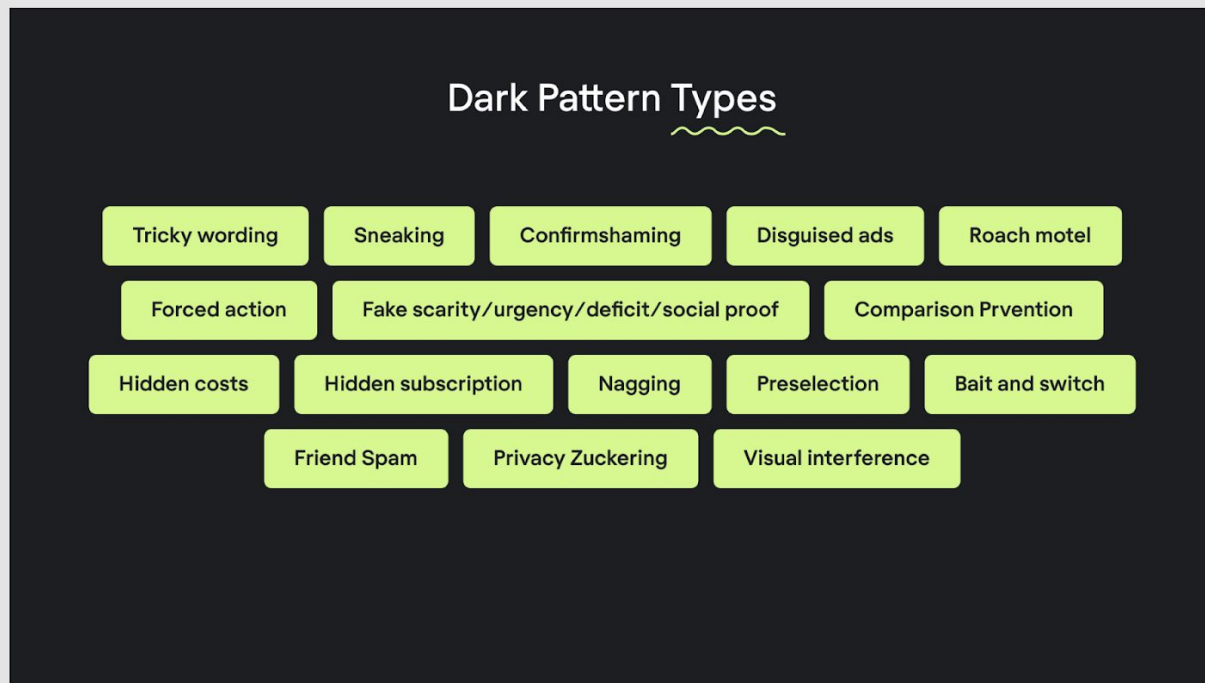 Dark Pattern Types
Tricky wording Sneaking Confirmshaming Disguised ads Roach motel
Forced action Fake scarity/urgency/deficit/social proof Comparison Prvention
Hidden costs Hidden subscription Nagging Preselection Bait and switch
Friend Spam Privacy Zuckering Visual interference